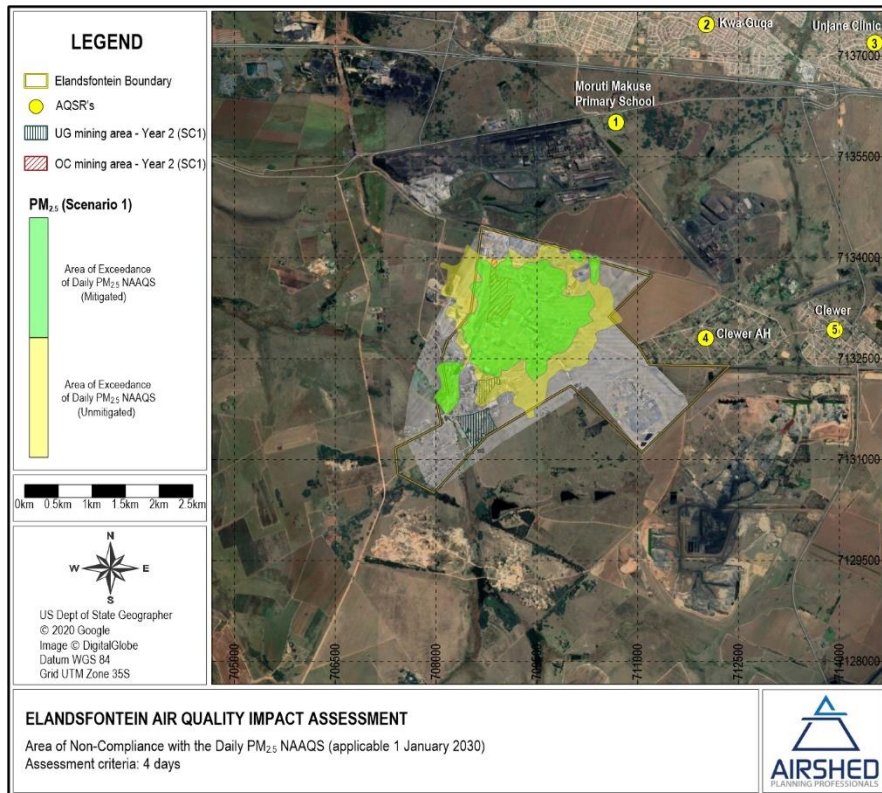 LEGEND
Elandsfontein Boundary
AQSR's
UG mining area - Year 2 (SC1)
OC mining area - Year 2 (SC1)
PM2.5 (Scenario 1)
Area of Exceedance
of Daily PM2.5 NAAQS
(Mitigated)
Area of Exceedance
of Daily PM2.5 NAAQS
(Unmitigated)
0km 0.5km 1km 1.5km 2km 2.5km
N
W E
S
US Dept of State Geographer
© 2020 Google
Image © DigitalGlobe
Datum WGS 84
Grid UTM Zone 35S
2 Kwa-Guqa
Unjane Clinic
3
7137000
Moruti Makuse
Primary School
1
7135500
7134000
Clewer
4 Clewer AH
5
7132500
7131000
7129500
7128000
705000
706500
708000
711000
712500
714000
ELANDSFONTEIN AIR QUALITY IMPACT ASSESSMENT
Area of Non-Compliance with the Daily PM2.5 NAAQS (applicable 1 January 2030)
Assessment criteria: 4 days
AIRSHED
PLANNING PROFESSIONALS